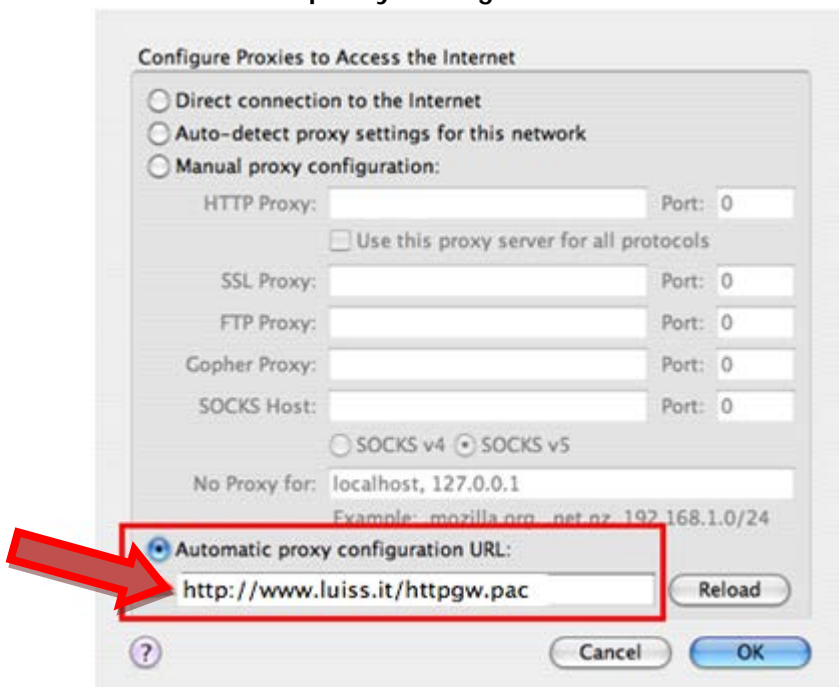 Configure Proxies to Access the Internet
Direct connection to the Internet
Auto-detect proxy settings for this network
Manual proxy configuration:
HTTP Proxy: Port: 0
Use this proxy server for all protocols
SSL Proxy: Port: 0
FTP Proxy: Port: 0
Gopher Proxy: Port: 0
SOCKS Host: Port: 0
SOCKS v4 SOCKS v5
No Proxy for: localhost, 127.0.0.1
Example: .mozilla.org, .net.nz, 192.168.1.0/24
Automatic proxy configuration URL:
http://www.luiss.it/httpgw.pac Reload
? Cancel OK